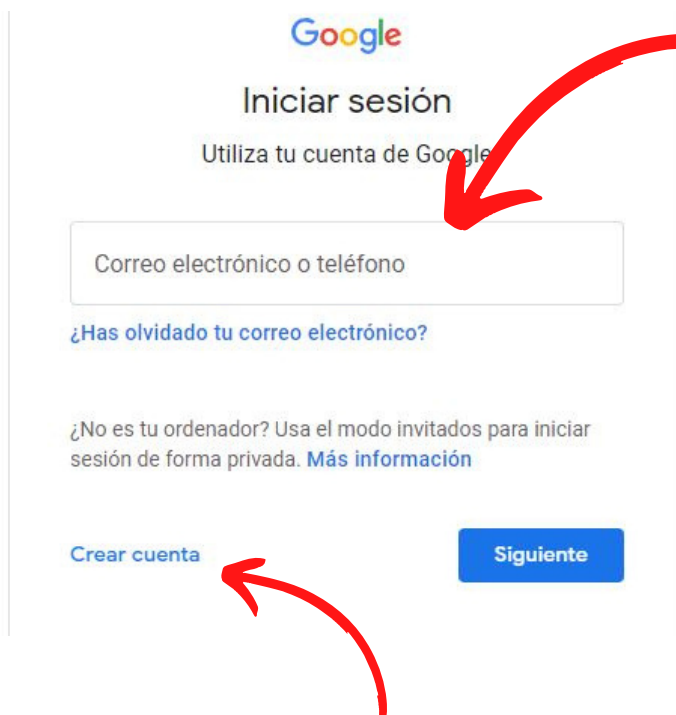 Google
Iniciar sesión
Utiliza tu cuenta de Google
Correo electrónico o teléfono
¿Has olvidado tu correo electrónico?
¿No es tu ordenador? Usa el modo invitados para iniciar
sesión de forma privada. Más información
Crear cuenta
Siguiente